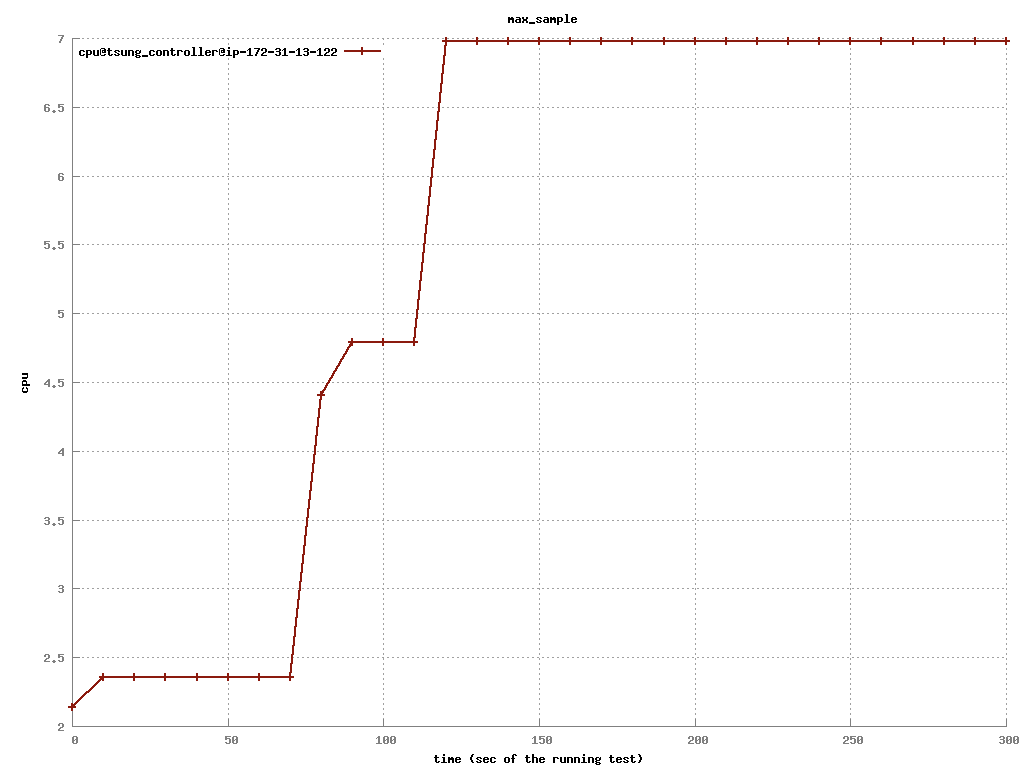 max_sample
cpu@tsung_controller@ip-172-31-13-122
7
6.5
6
5.5
5
4.5
4
3.5
3
2.5
2
cpu
0 50 100 150 200 250 300
time (sec of the running test)